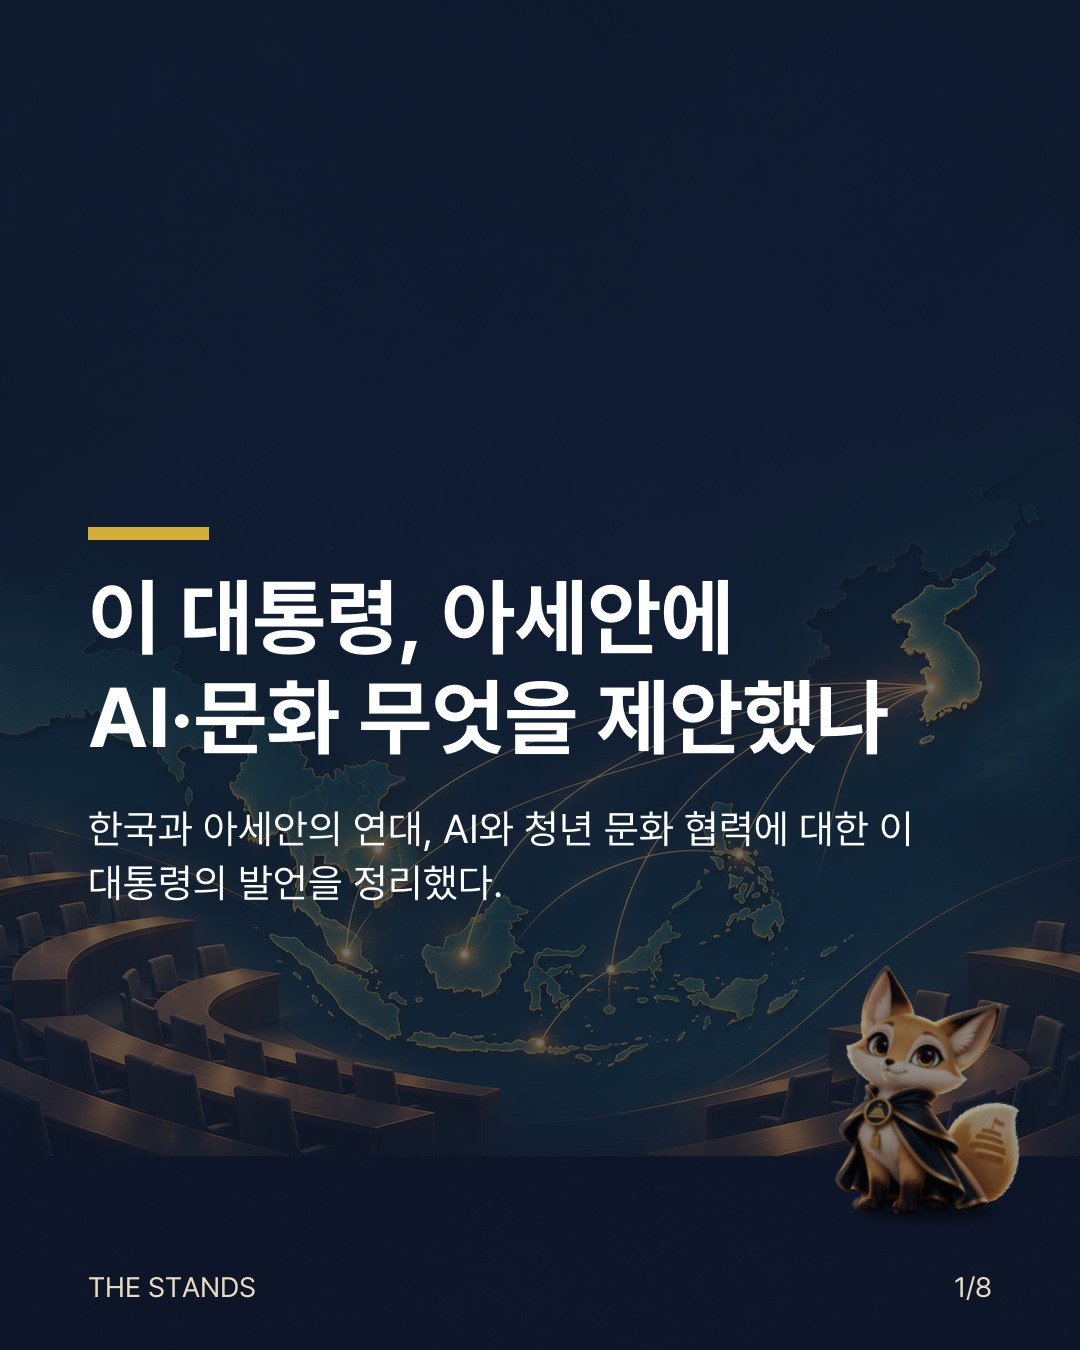 이 대통령, 아세안에
AI·문화 무엇을 제안했나
한국과 아세안의 연대, AI와 청년 문화 협력에 대한 이
대통령의 발언을 정리했다.
THE STANDS
1/8